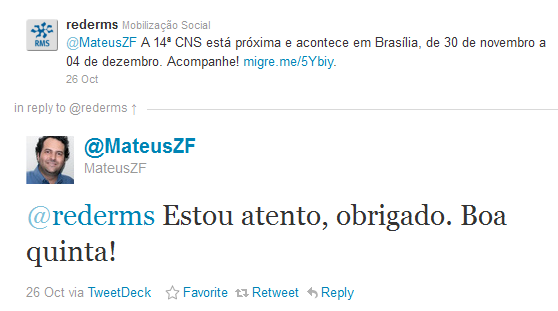 rederms Mobilização Social
@MateusZF A 14ª CNS está próxima e acontece em Brasília, de 30 de novembro a
04 de dezembro. Acompanhe! migre.me/5Ybiy.
RMS
26 Oct
in reply to @rederms ↑
@MateusZF
MateusZF
@rederms Estou atento, obrigado. Boa
quinta!
26 Oct via TweetDeck Favorite Retweet Reply